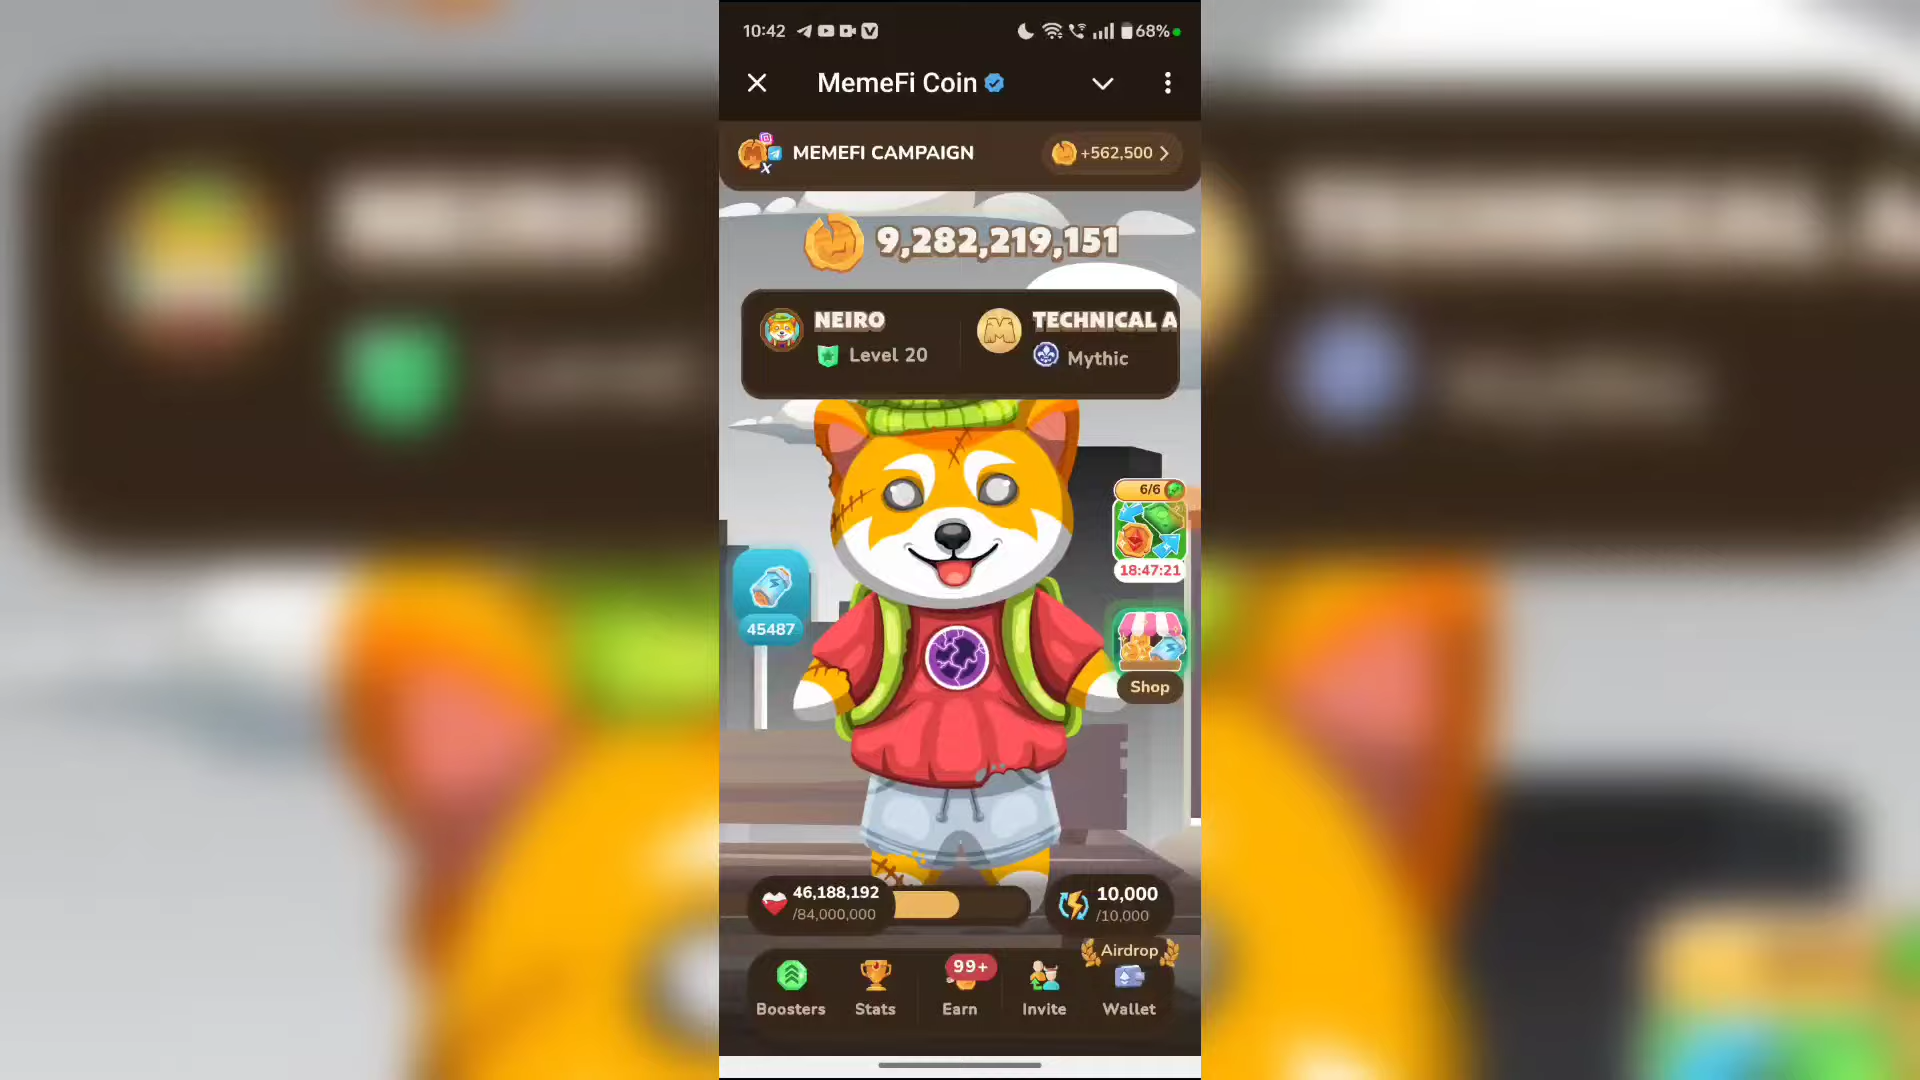 10:42
68%
MemeFi Coin
MEMEFI CAMPAIGN
+562,500
9,282,219,151
NEIRO
Level 20
TECHNICAL A
Mythic
6/6
18:47:21
45487
Shop
46,188,192
/84,000,000
10,000
/10,000
Airdrop
99+
Boosters
Stats
Earn
Invite
Wallet